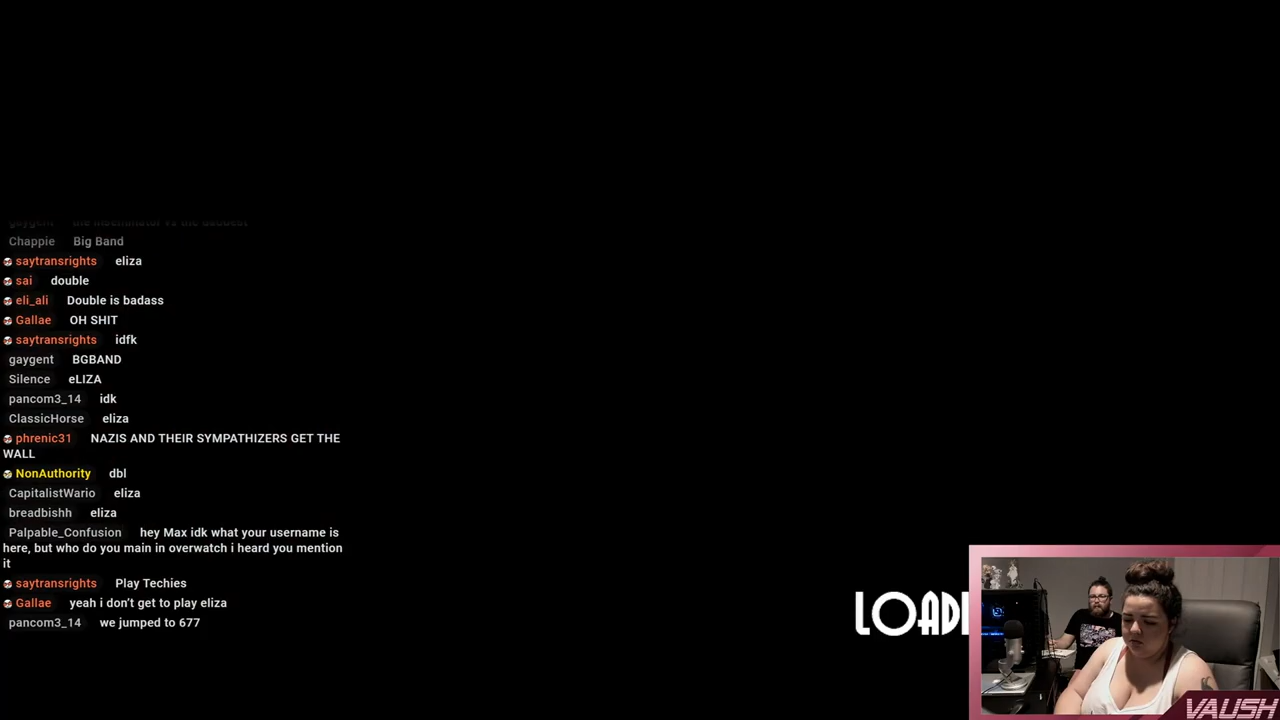 Chappie Big Band
saytransrights eliza
sai double
eli_ali Double is badass
Gallae OH SHIT
saytransrights idfk
gaygent BGBAND
Silence eLIZA
pancom3_14 idk
ClassicHorse eliza
phrenic31 NAZIS AND THEIR SYMPATHIZERS GET THE
WALL
NonAuthority dbl
CapitalistWario eliza
breadbishh eliza
Palpable_Confusion hey Max idk what your username is
here, but who do you main in overwatch i heard you mention
it
saytransrights Play Techies
Gallae yeah i don't get to play eliza
pancom3_14 we jumped to 677
LOADI
VAUSH